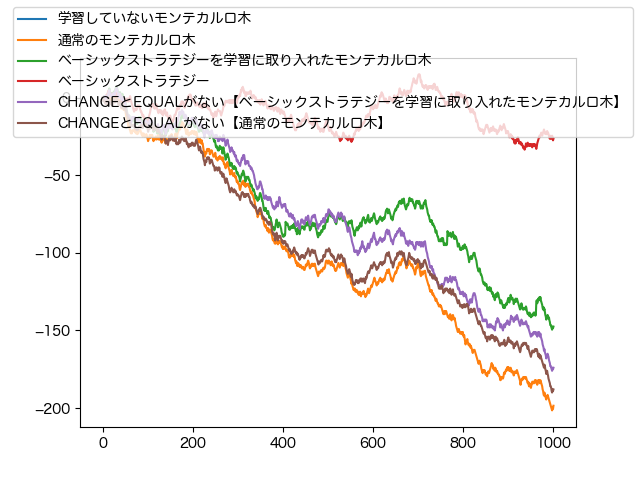 学習していないモンテカルロ木
通常のモンテカルロ木
ベーシックストラテジーを学習に取り入れたモンテカルロ木
ベーシックストラテジー
CHANGEとEQUALがない【ベーシックストラテジーを学習に取り入れたモンテカルロ木】
CHANGEとEQUALがない【通常のモンテカルロ木】
0
−50
−100
−150
−200
0 200 400 600 800 1000